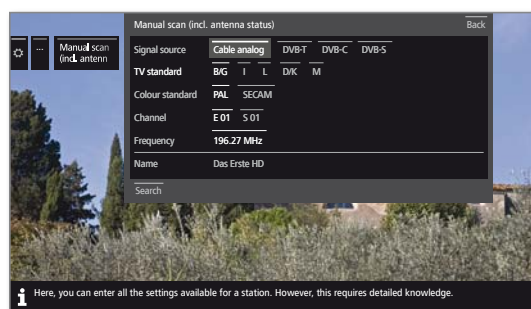 Manual scan (incl. antenna status) Back
...
Manual scan
(incl. antenn
Signal source Cable analog DVB-T DVB-C DVB-S
TV standard B/G I L D/K M
Colour standard PAL SECAM
Channel E 01 S 01
Frequency 196.27 MHz
Name Das Erste HD
Search
i Here, you can enter all the settings available for a station. However, this requires detailed knowledge.